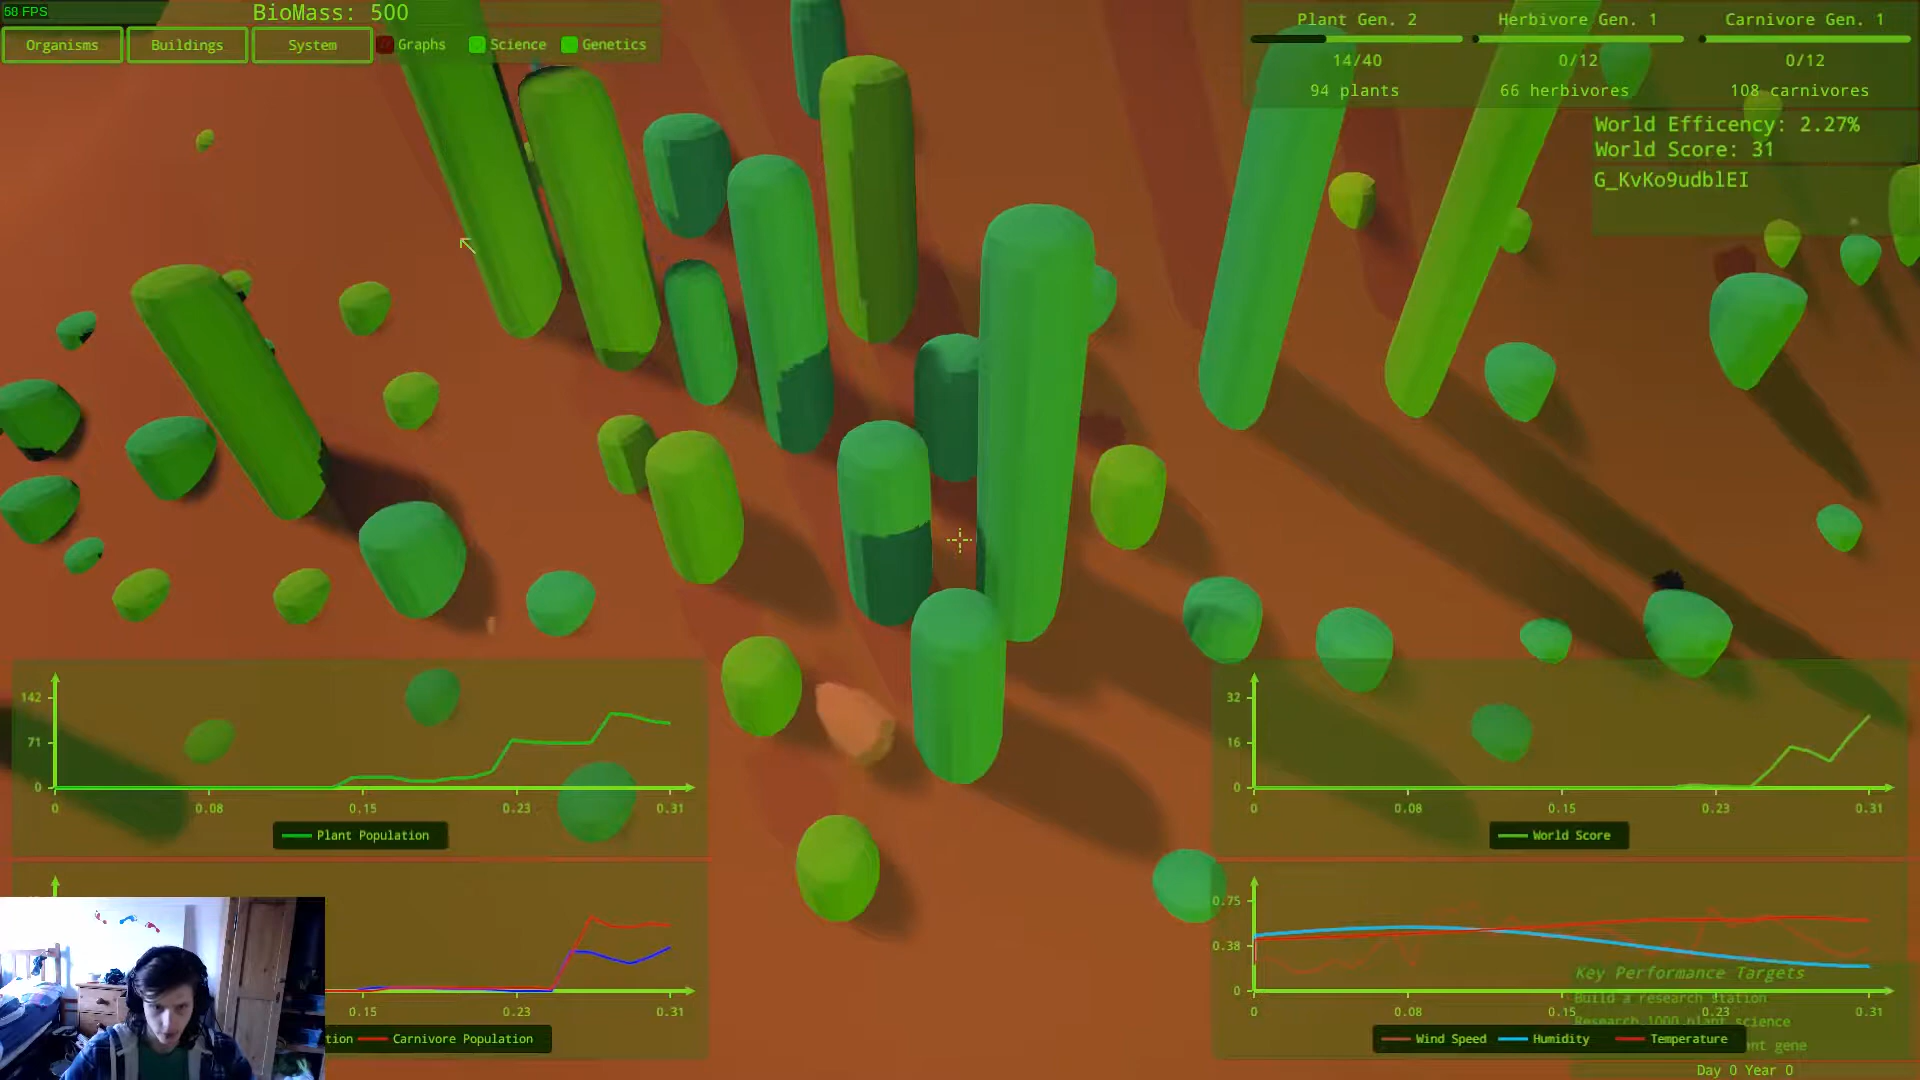 58 FPS
BioMass: 500
Organisms
Buildings
System
Graphs
Science
Genetics
Plant Gen. 2
Herbivore Gen. 1
Carnivore Gen. 1
14/40
0/12
0/12
94 plants
66 herbivores
108 carnivores
World Efficency: 2.27%
World Score: 31
G_KvKo9udblEI
142
71
0
0 0.08 0.15 0.23 0.31
Plant Population
32
16
0
0 0.08 0.15 0.23 0.31
World Score
0.15 0.23 0.31
tion
Carnivore Population
0.75
0.38
0
0 0.08 0.15 0.23 0.31
Wind Speed
Humidity
Temperature
Key Performance Targets
Build a research station
Research 1000 plant science
nt gene
Day 0 Year 0